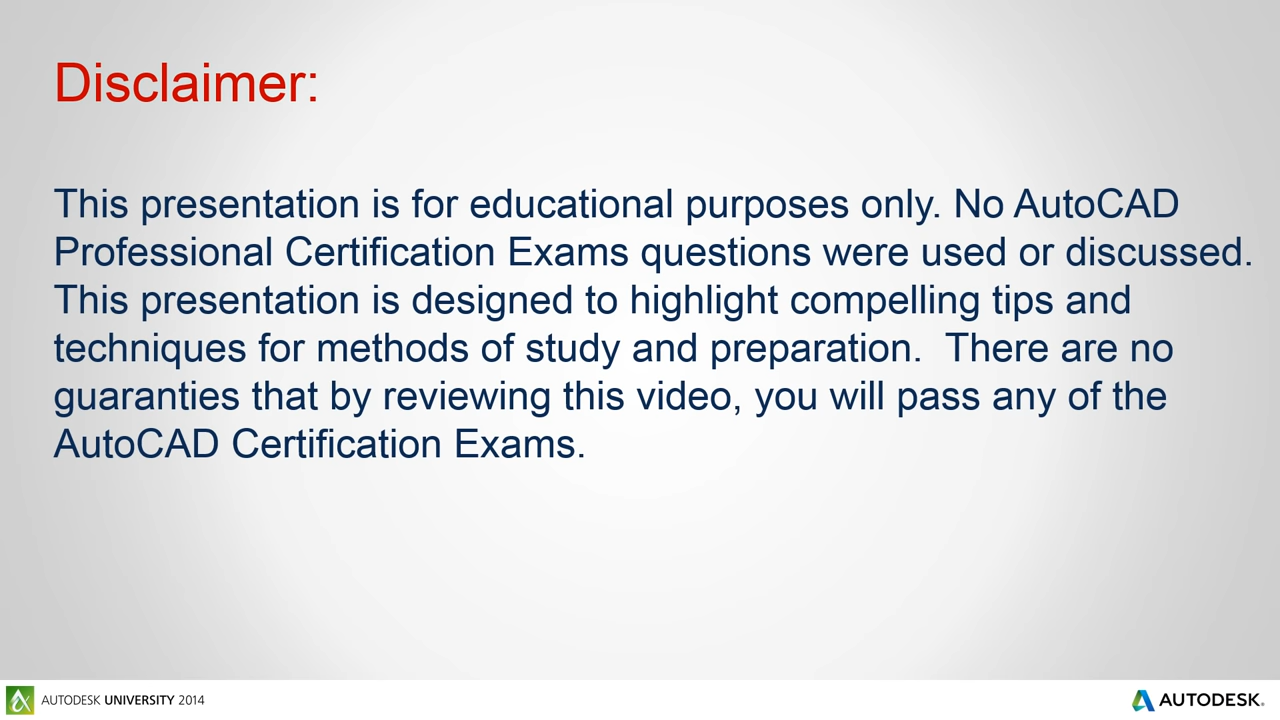 Disclaimer:
This presentation is for educational purposes only. No AutoCAD
Professional Certification Exams questions were used or discussed.
This presentation is designed to highlight compelling tips and
techniques for methods of study and preparation.  There are no
guaranties that by reviewing this video, you will pass any of the
AutoCAD Certification Exams.
AUTODESK UNIVERSITY 2014
AUTODESK®